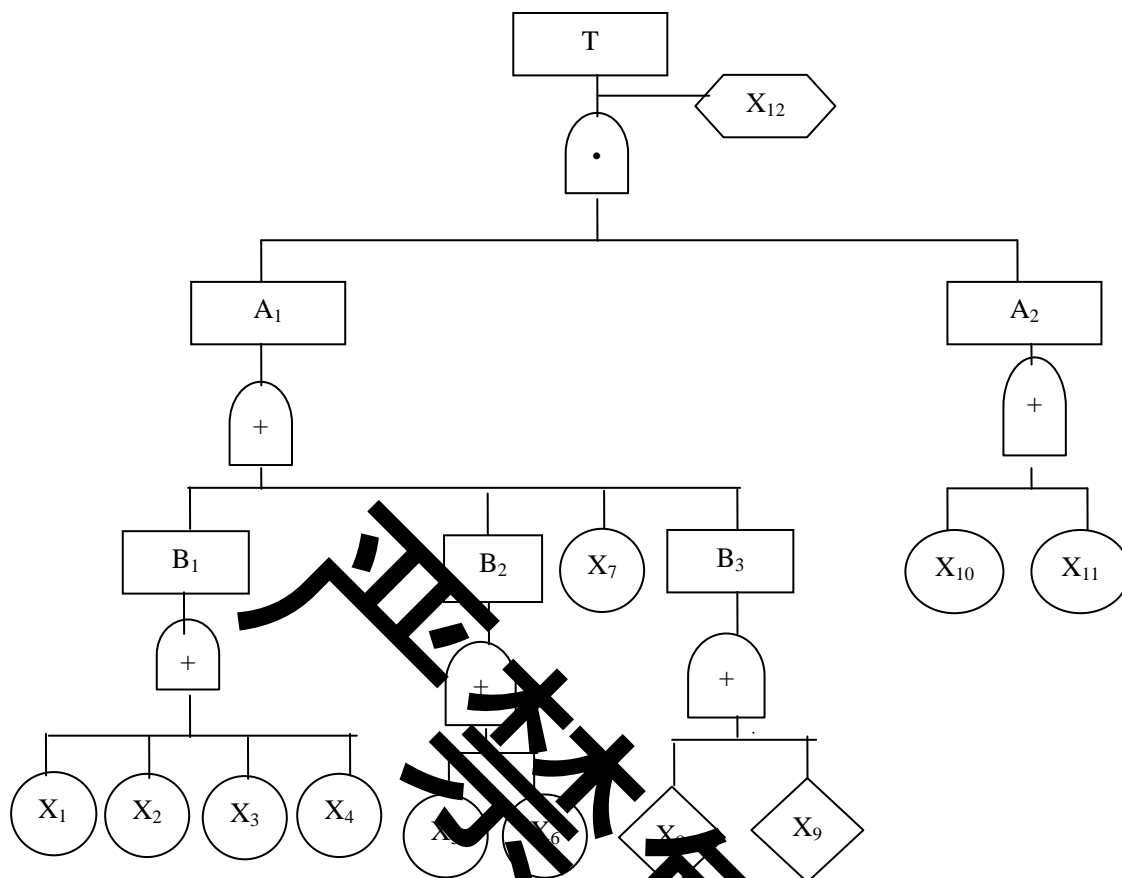 T
X₁₂
•
A₁
A₂
+
+
B₁
B₂
X₇
B₃
X₁₀
X₁₁
+
+
+
X₁
X₂
X₃
X₄
X₆
X₉